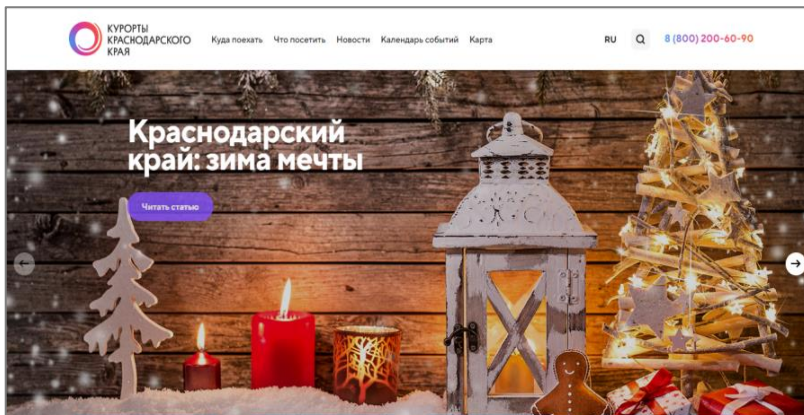 КУРОРТЫ
КРАСНОДАРСКОГО
КРАЯ
Куда поехать Что посетить Новости Календарь событий Карта
RU
8 (800) 200-60-90
Краснодарский
край: зима мечты
Читать статью